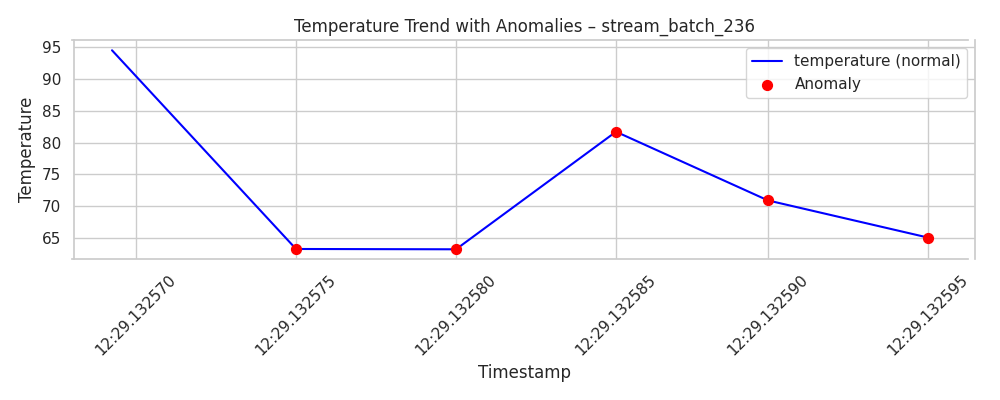 Temperature Trend with Anomalies – stream_batch_236
temperature (normal)
Anomaly
Temperature
95
90
85
80
75
70
65
12:29.132570
12:29.132575
12:29.132580
12:29.132585
12:29.132590
12:29.132595
Timestamp